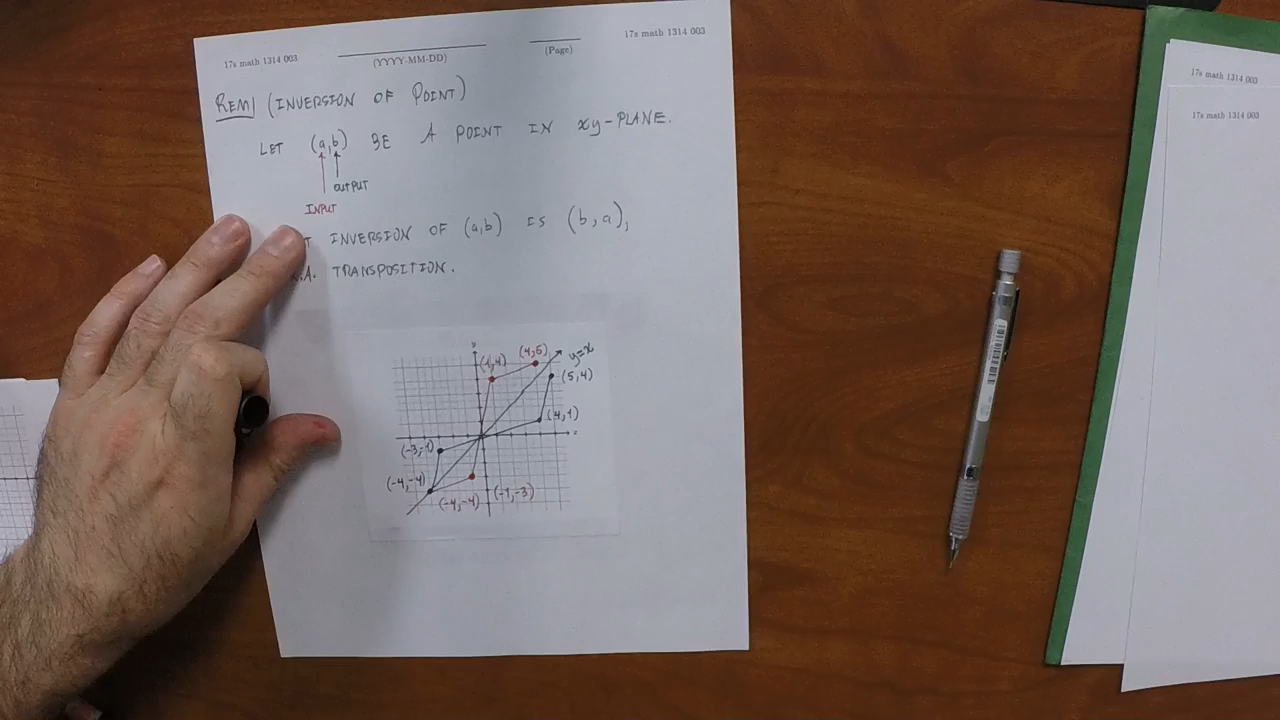 17s math 1314 003
(YYYY-MM-DD)
(Page)
17s math 1314 003
REM (INVERSION OF POINT)
LET (a,b) BE A POINT IN xy-PLANE.
OUTPUT
INPUT
INVERSION OF (a,b) IS (b,a),
.A. TRANSPOSITION.
(1,4)
(4,5)
y=x
(5,4)
(4,1)
(-3,-1)
(-4,-4)
(-4,-4)
(-1,-3)
17s math 1314 003
17s math 1314 003